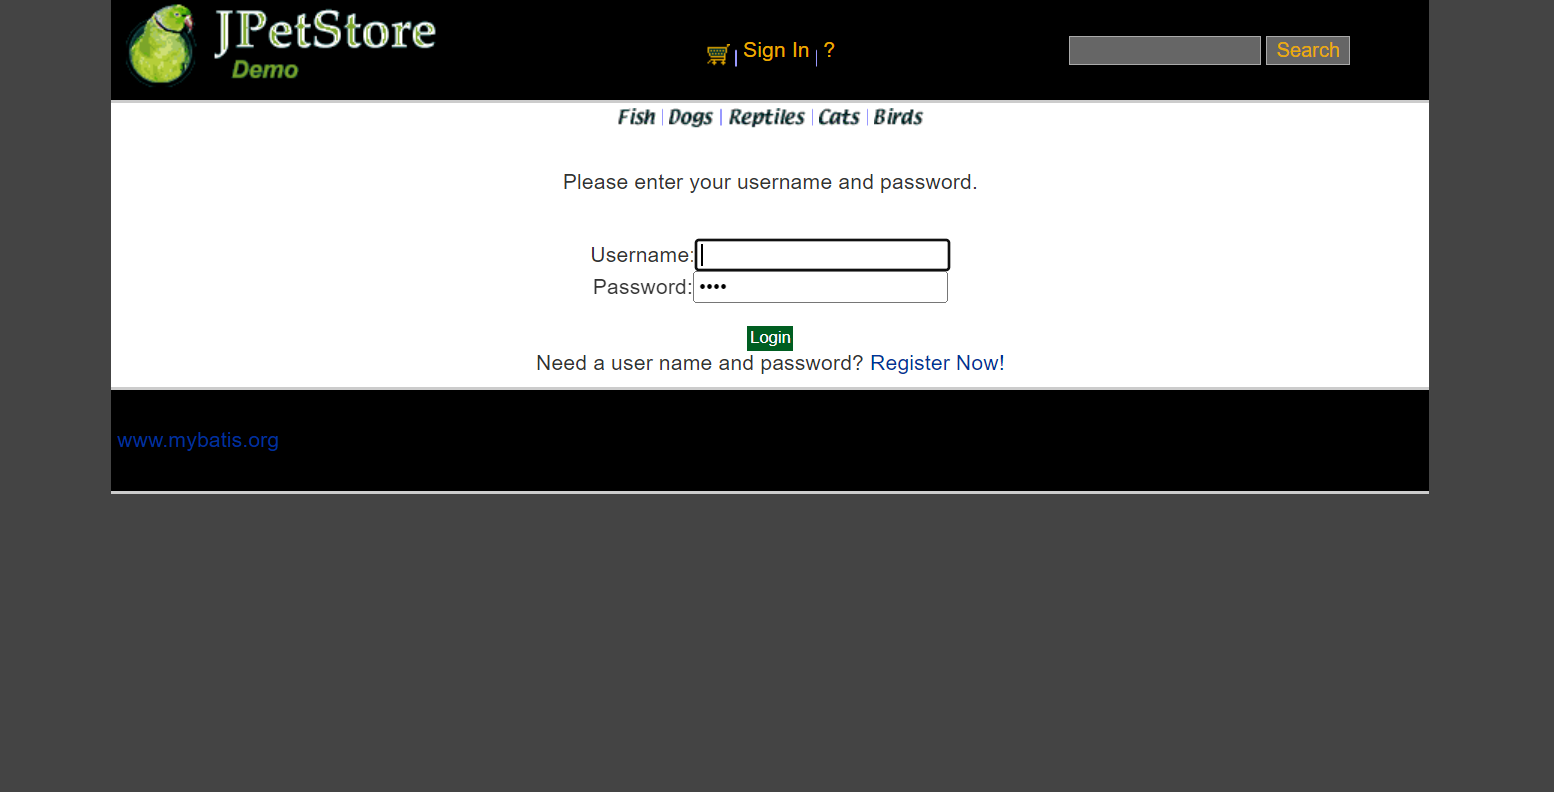 JPetStore
Demo
Sign In ?
Search
Fish Dogs Reptiles Cats Birds
Please enter your username and password.
Username:
Password:••••
Login
Need a user name and password? Register Now!
www.mybatis.org